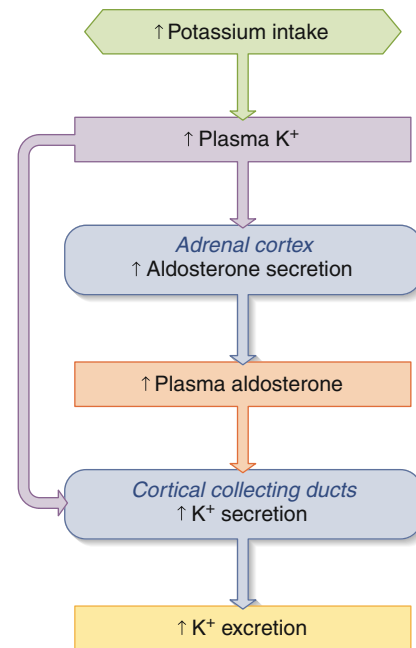 ↑ Potassium intake
↑ Plasma K⁺
Adrenal cortex
↑ Aldosterone secretion
↑ Plasma aldosterone
Cortical collecting ducts
↑ K⁺ secretion
↑ K⁺ excretion